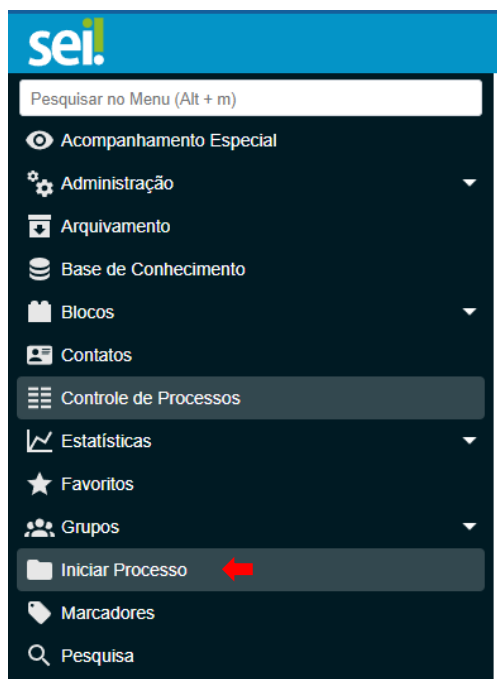 sei!
Pesquisar no Menu (Alt + m)
Acompanhamento Especial
Administração
Arquivamento
Base de Conhecimento
Blocos
Contatos
Controle de Processos
Estatísticas
Favoritos
Grupos
Iniciar Processo
Marcadores
Pesquisa